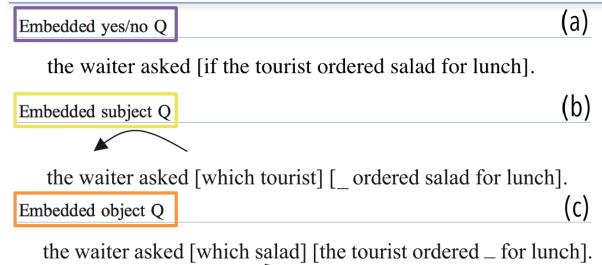 Embedded yes/no Q (a)
the waiter asked [if the tourist ordered salad for lunch].
Embedded subject Q (b)
the waiter asked [which tourist] [_ ordered salad for lunch].
Embedded object Q (c)
the waiter asked [which salad] [the tourist ordered _ for lunch].